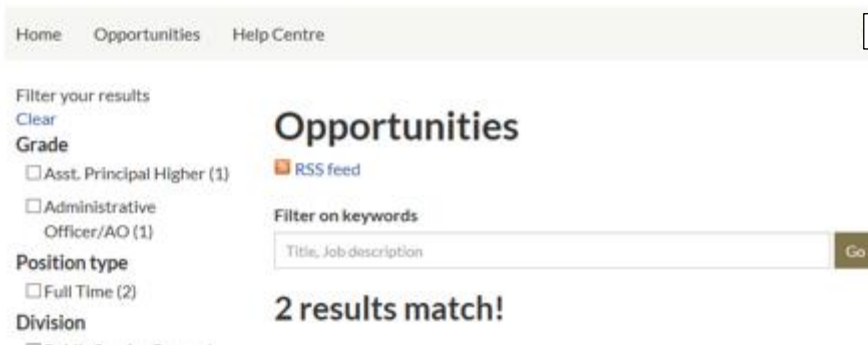 Home Opportunities Help Centre
Filter your results
Clear
Grade
Asst. Principal Higher (1)
Administrative
Officer/AO (1)
Position type
Full Time (2)
Division
Opportunities
RSS feed
Filter on keywords
Title, Job description
Go
2 results match!